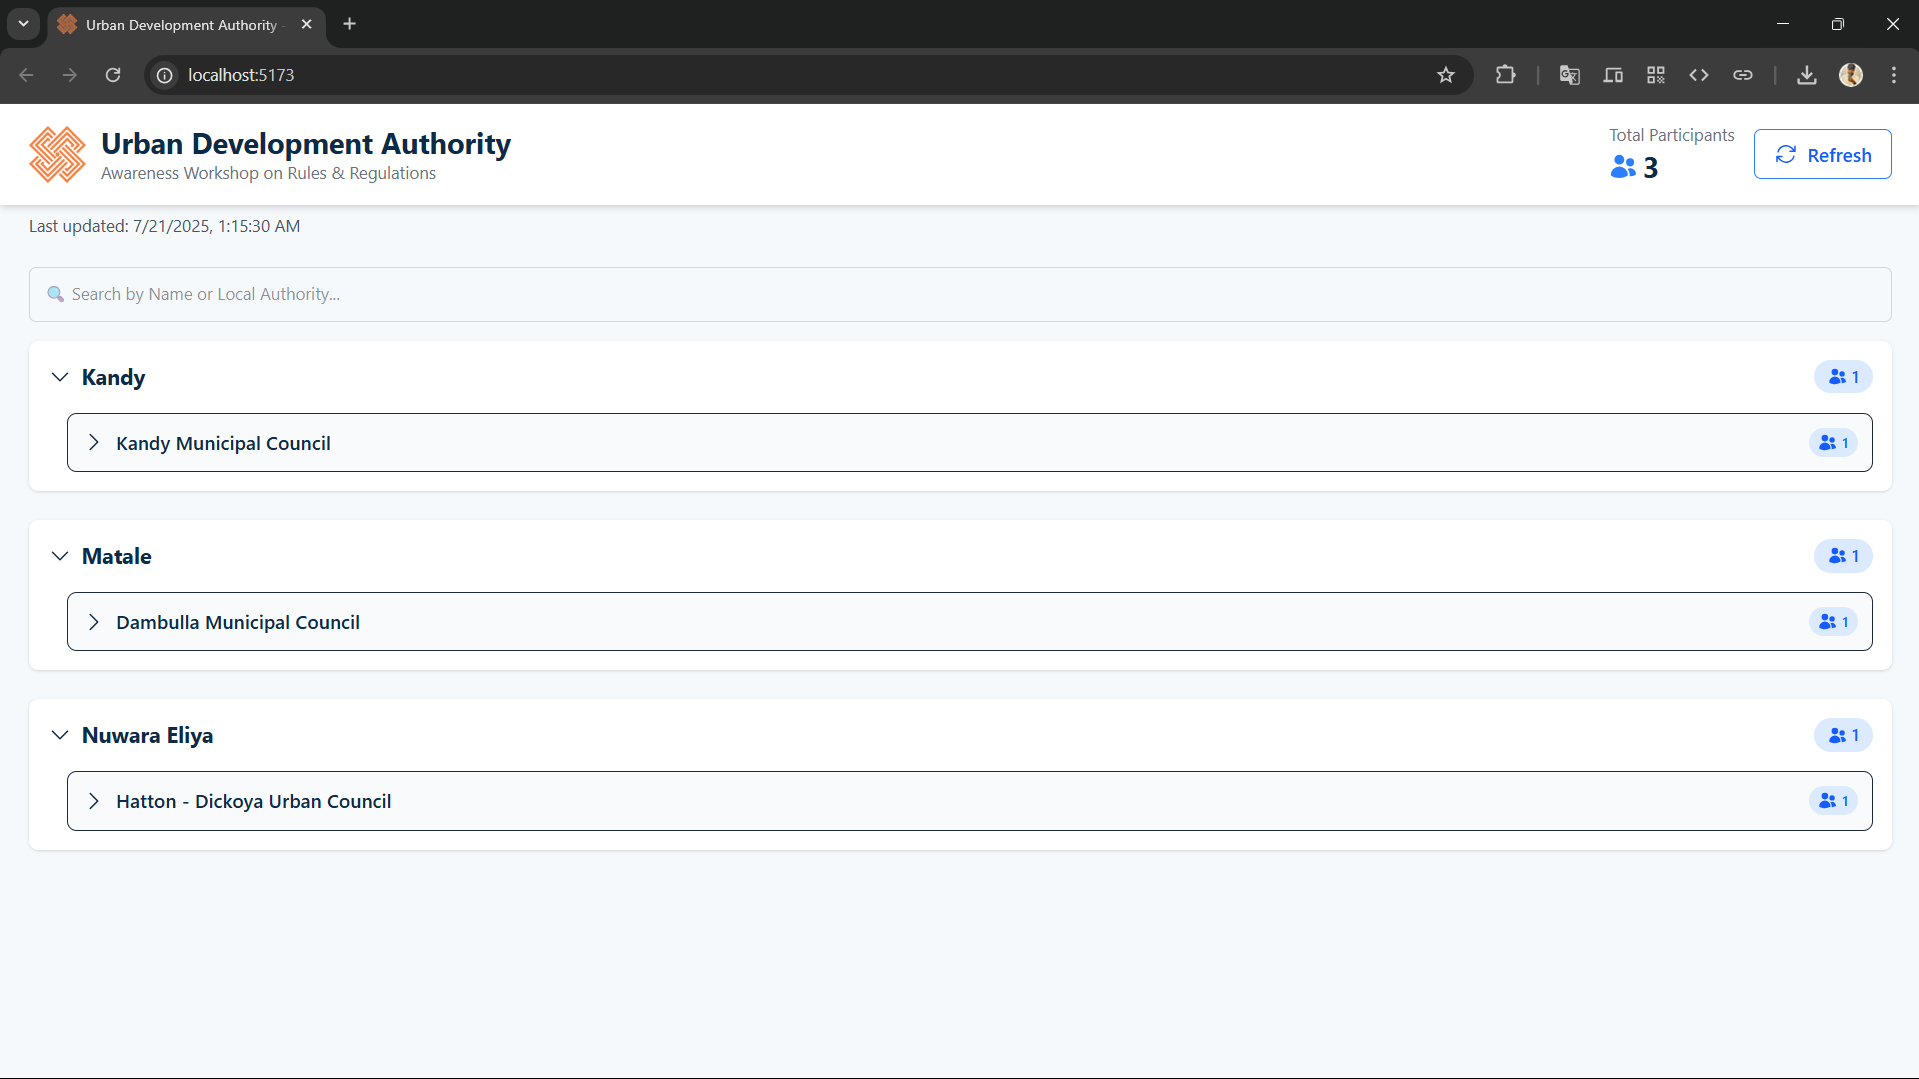 Urban Development Authority -
localhost:5173
Urban Development Authority
Awareness Workshop on Rules & Regulations
Total Participants
3
Refresh
Last updated: 7/21/2025, 1:15:30 AM
Search by Name or Local Authority...
Kandy
1
Kandy Municipal Council
1
Matale
1
Dambulla Municipal Council
1
Nuwara Eliya
1
Hatton - Dickoya Urban Council
1